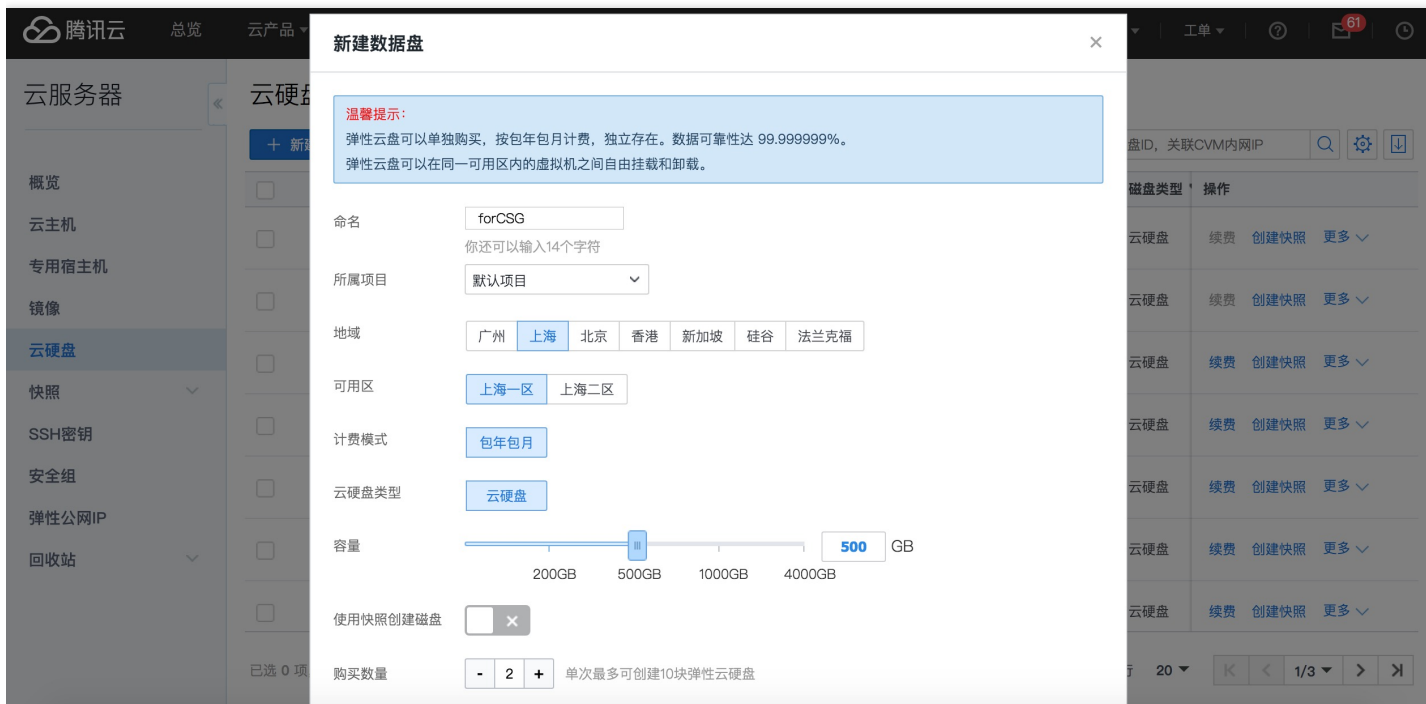 腾讯云 总览 云产品 工单 61
云服务器
云硬盘
新建数据盘
温馨提示:
弹性云盘可以单独购买，按包年包月计费，独立存在。数据可靠性达 99.999999%。
弹性云盘可以在同一可用区内的虚拟机之间自由挂载和卸载。
+ 新
盘ID, 关联CVM内网IP
概览
云主机
专用宿主机
镜像
云硬盘
快照
SSH密钥
安全组
弹性公网IP
回收站
命名 forCSG
你还可以输入14个字符
所属项目 默认项目
地域 广州 上海 北京 香港 新加坡 硅谷 法兰克福
可用区 上海一区 上海二区
计费模式 包年包月
云硬盘类型 云硬盘
容量 500 GB
200GB 500GB 1000GB 4000GB
使用快照创建磁盘
购买数量 - 2 + 单次最多可创建10块弹性云硬盘
磁盘类型 操作
云硬盘 续费 创建快照 更多
云硬盘 续费 创建快照 更多
云硬盘 续费 创建快照 更多
云硬盘 续费 创建快照 更多
云硬盘 续费 创建快照 更多
云硬盘 续费 创建快照 更多
云硬盘 续费 创建快照 更多
已选 0 项 20 1/3